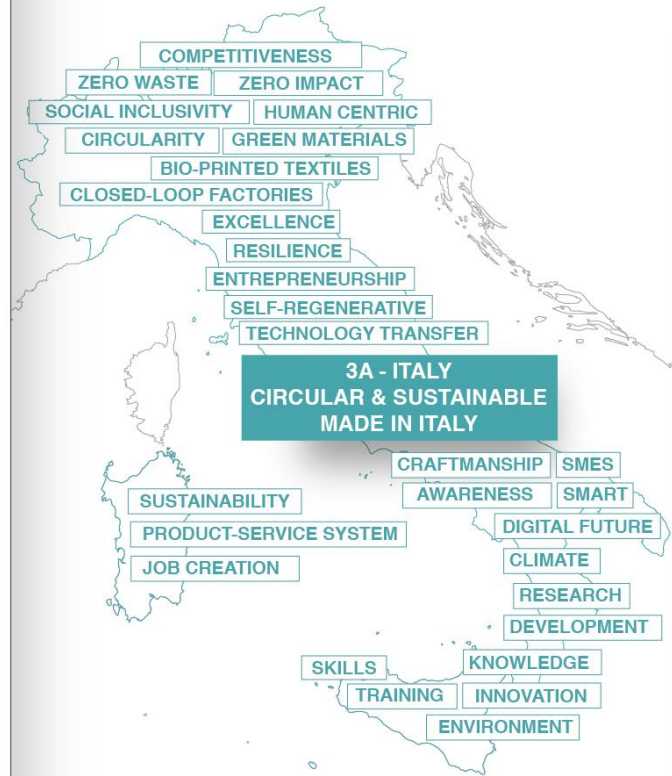 COMPETITIVENESS
ZERO WASTE ZERO IMPACT
SOCIAL INCLUSIVITY HUMAN CENTRIC
CIRCULARITY GREEN MATERIALS
BIO-PRINTED TEXTILES
CLOSED-LOOP FACTORIES
EXCELLENCE
RESILIENCE
ENTREPRENEURSHIP
SELF-REGENERATIVE
TECHNOLOGY TRANSFER
3A - ITALY
CIRCULAR & SUSTAINABLE
MADE IN ITALY
CRAFTMANSHIP SMES
AWARENESS SMART
SUSTAINABILITY
DIGITAL FUTURE
PRODUCT-SERVICE SYSTEM
CLIMATE
JOB CREATION
RESEARCH
DEVELOPMENT
SKILLS KNOWLEDGE
TRAINING INNOVATION
ENVIRONMENT